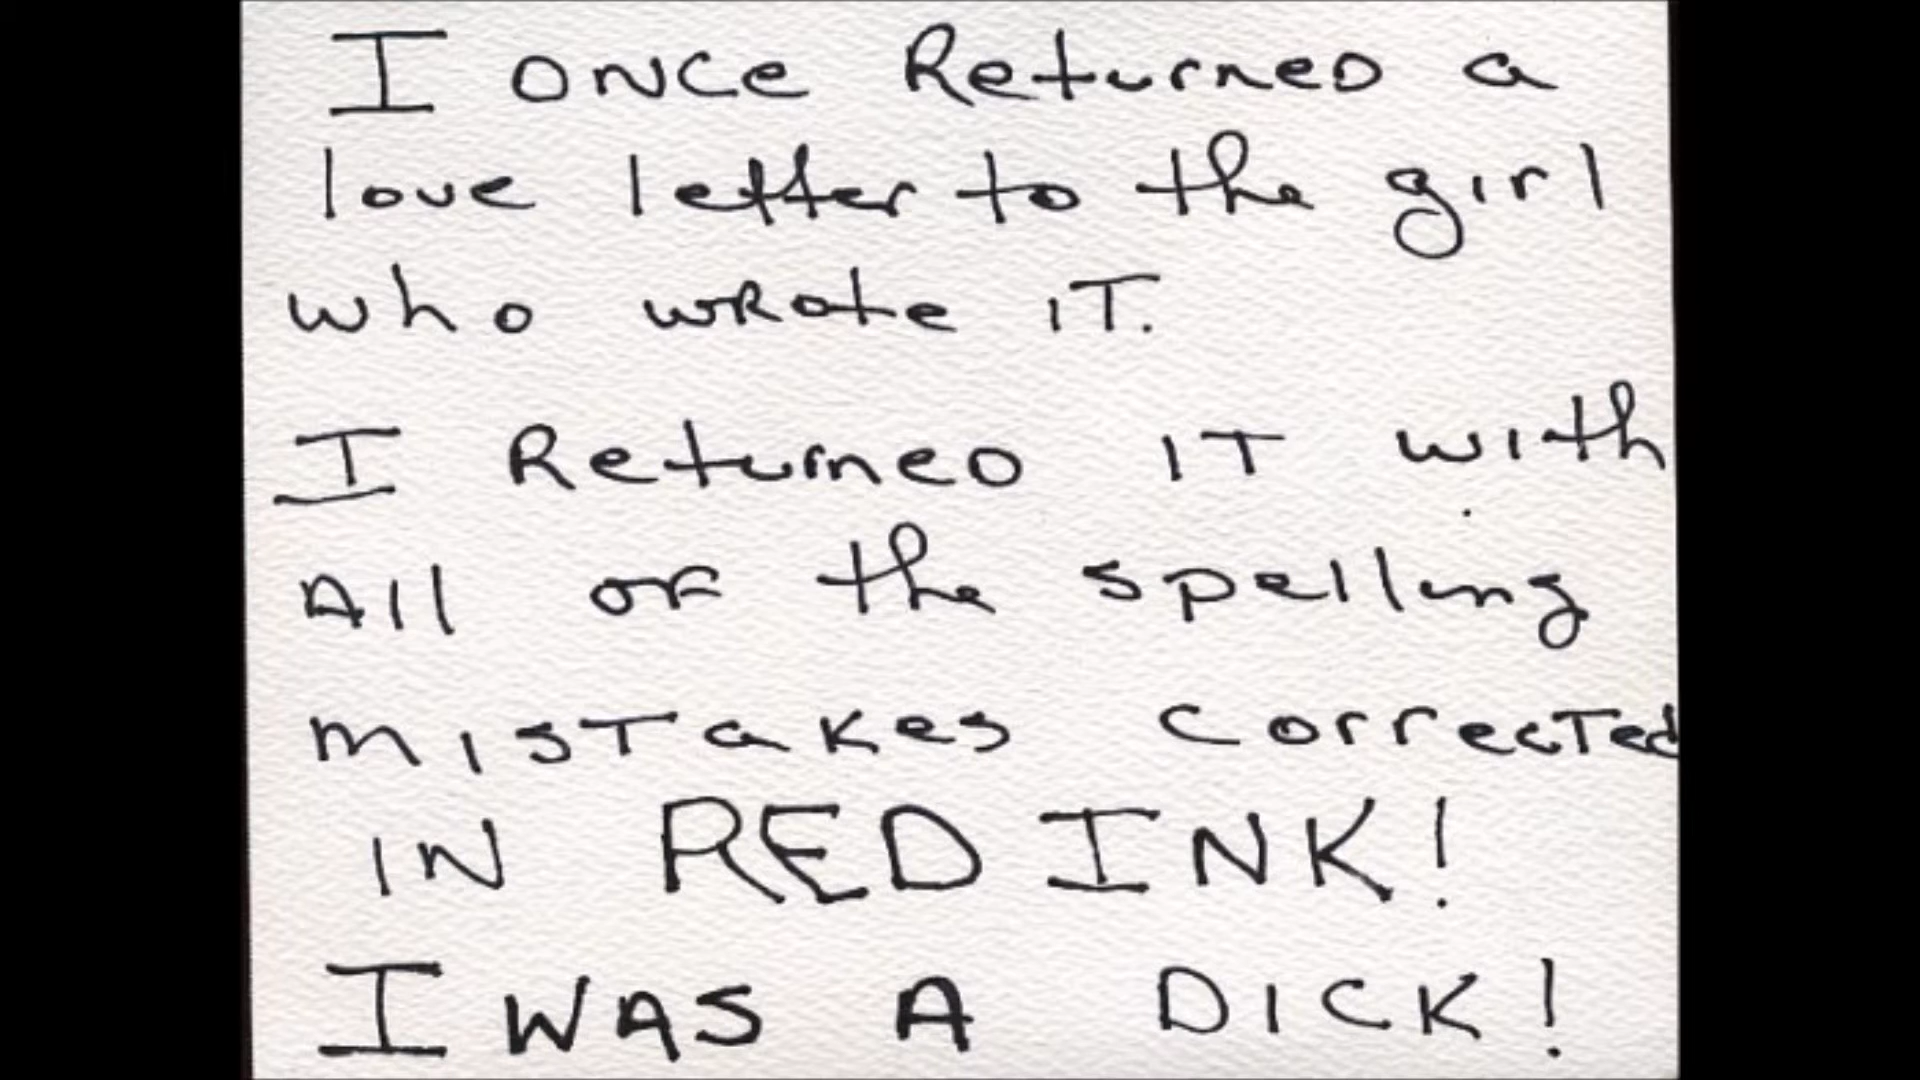 I ONCE ReturneD a
love letter to the girl
who wRote IT.
I ReturneD IT with
All OF the spelling
mISTakes correcTed
IN RED INK!
I WAS A DICK!